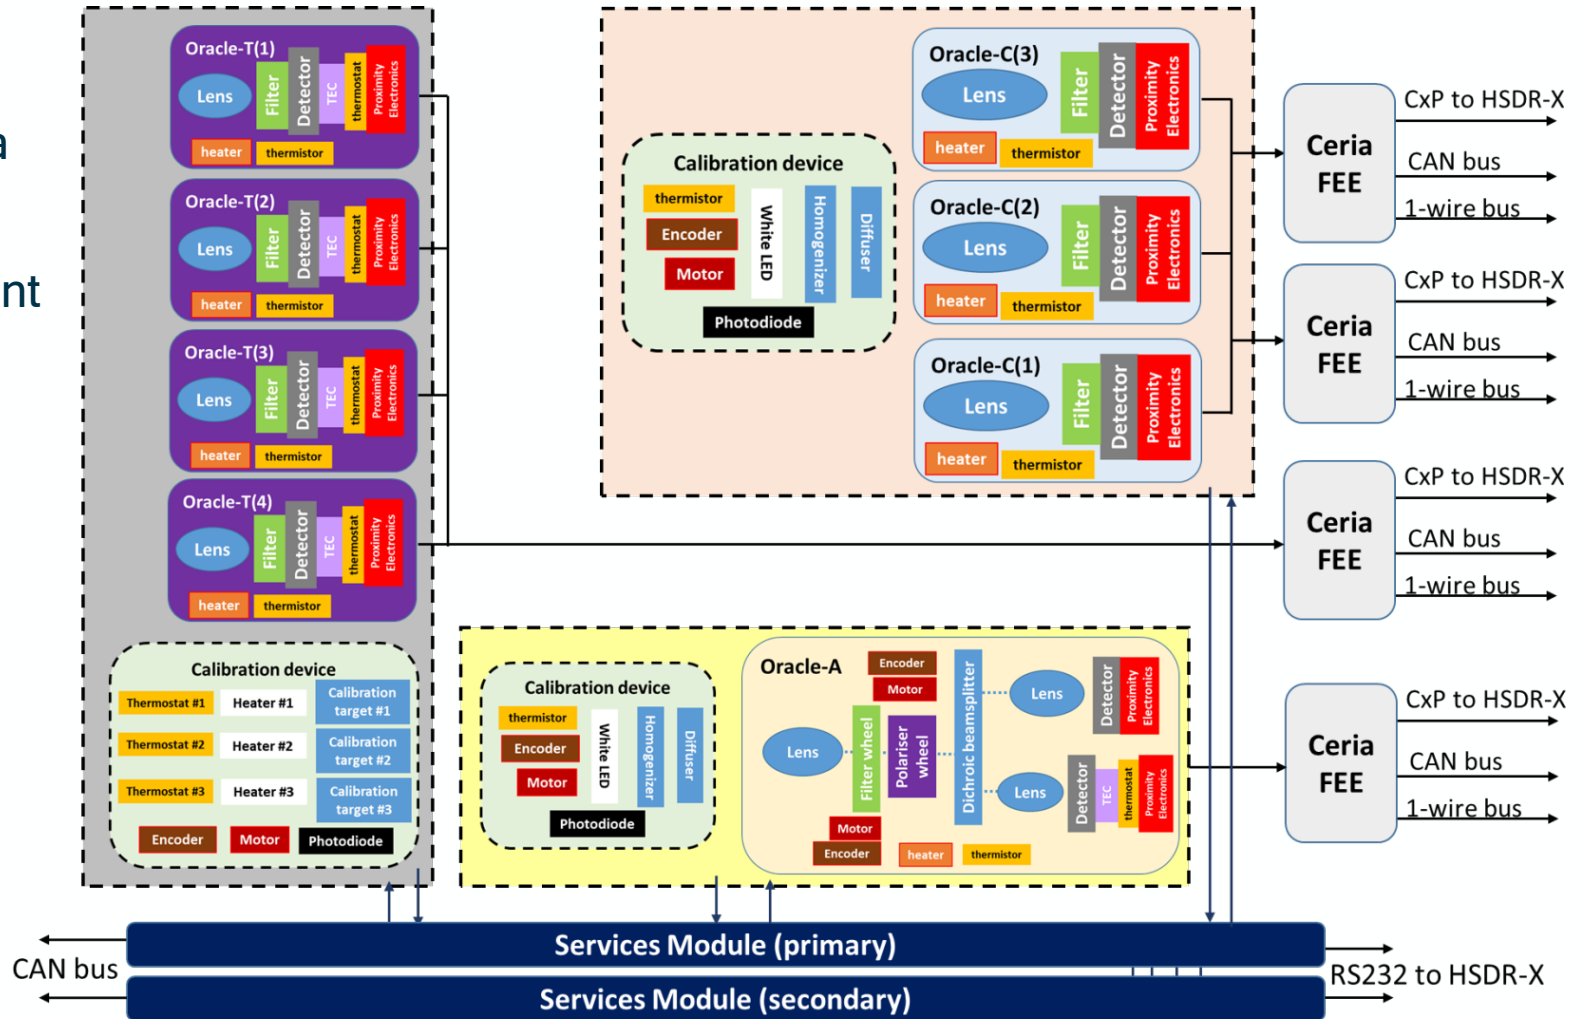 a
nt
Oracle-T(1)
Lens
Filter
Detector
TEC
thermostat
Proximity
Electronics
heater
thermistor
Oracle-T(2)
Lens
Filter
Detector
TEC
thermostat
Proximity
Electronics
heater
thermistor
Oracle-T(3)
Lens
Filter
Detector
TEC
thermostat
Proximity
Electronics
heater
thermistor
Oracle-T(4)
Lens
Filter
Detector
TEC
thermostat
Proximity
Electronics
heater
thermistor
Calibration device
Thermostat #1
Heater #1
Calibration
target #1
Thermostat #2
Heater #2
Calibration
target #2
Thermostat #3
Heater #3
Calibration
target #3
Encoder
Motor
Photodiode
Calibration device
thermistor
Encoder
Motor
White LED
Homogenizer
Diffuser
Photodiode
Oracle-C(3)
Lens
Filter
Detector
Proximity
Electronics
heater
thermistor
Oracle-C(2)
Lens
Filter
Detector
Proximity
Electronics
heater
thermistor
Oracle-C(1)
Lens
Filter
Detector
Proximity
Electronics
heater
thermistor
Calibration device
thermistor
Encoder
Motor
White LED
Homogenizer
Diffuser
Photodiode
Oracle-A
Encoder
Motor
Lens
Filter wheel
Polariser
wheel
Dichroic beamsplitter
Lens
Detector
Proximity
Electronics
Lens
Detector
TEC
thermostat
Proximity
Electronics
Motor
Encoder
heater
thermistor
Ceria
FEE
CxP to HSDR-X
CAN bus
1-wire bus
Ceria
FEE
CxP to HSDR-X
CAN bus
1-wire bus
Ceria
FEE
CxP to HSDR-X
CAN bus
1-wire bus
Ceria
FEE
CxP to HSDR-X
CAN bus
1-wire bus
Services Module (primary)
CAN bus
RS232 to HSDR-X
Services Module (secondary)